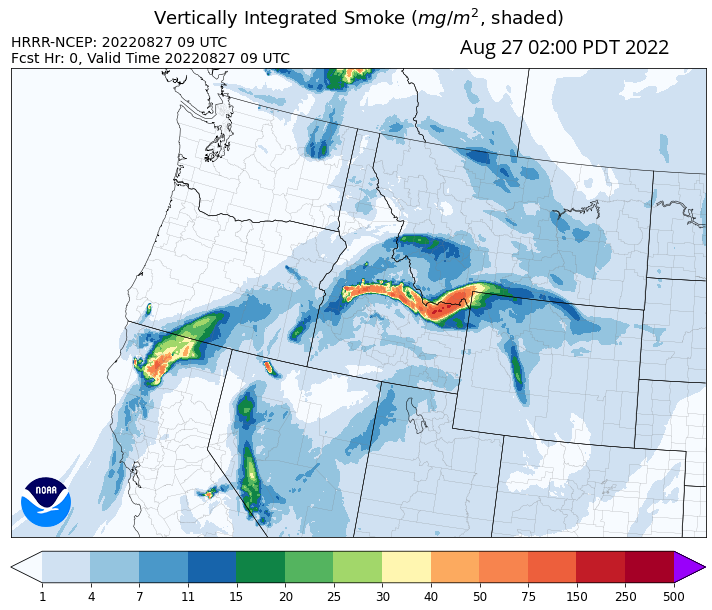 Vertically Integrated Smoke (mg/m², shaded)
HRRR-NCEP: 20220827 09 UTC
Aug 27 02:00 PDT 2022
Fcst Hr: 0, Valid Time 20220827 09 UTC
NOAA
1 4 7 11 15 20 25 30 40 50 75 150 250 500